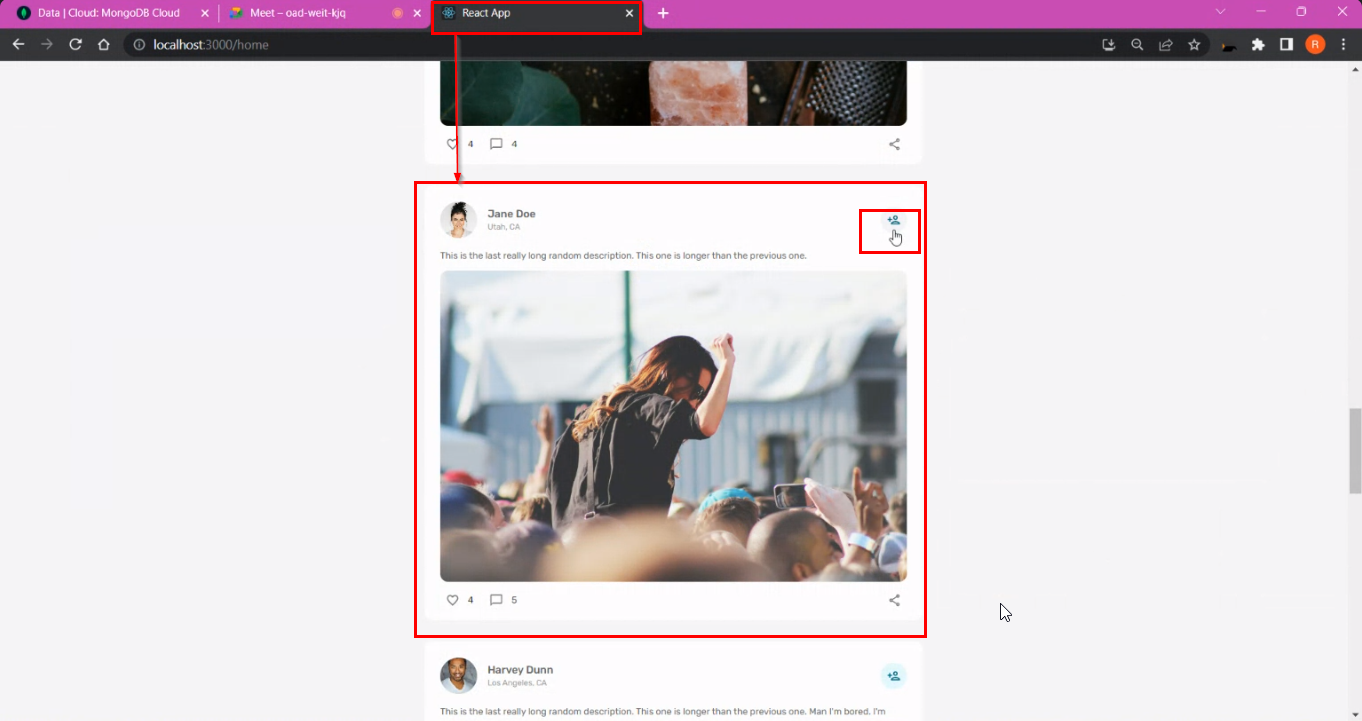 Data | Cloud: MongoDB Cloud
Meet – oad-weit-kjq
React App
localhost:3000/home
R
4 4
Jane Doe
Utah, CA
This is the last really long random description. This one is longer than the previous one.
4 5
Harvey Dunn
Los Angeles, CA
This is the last really long random description. This one is longer than the previous one. Man I'm bored. I'm